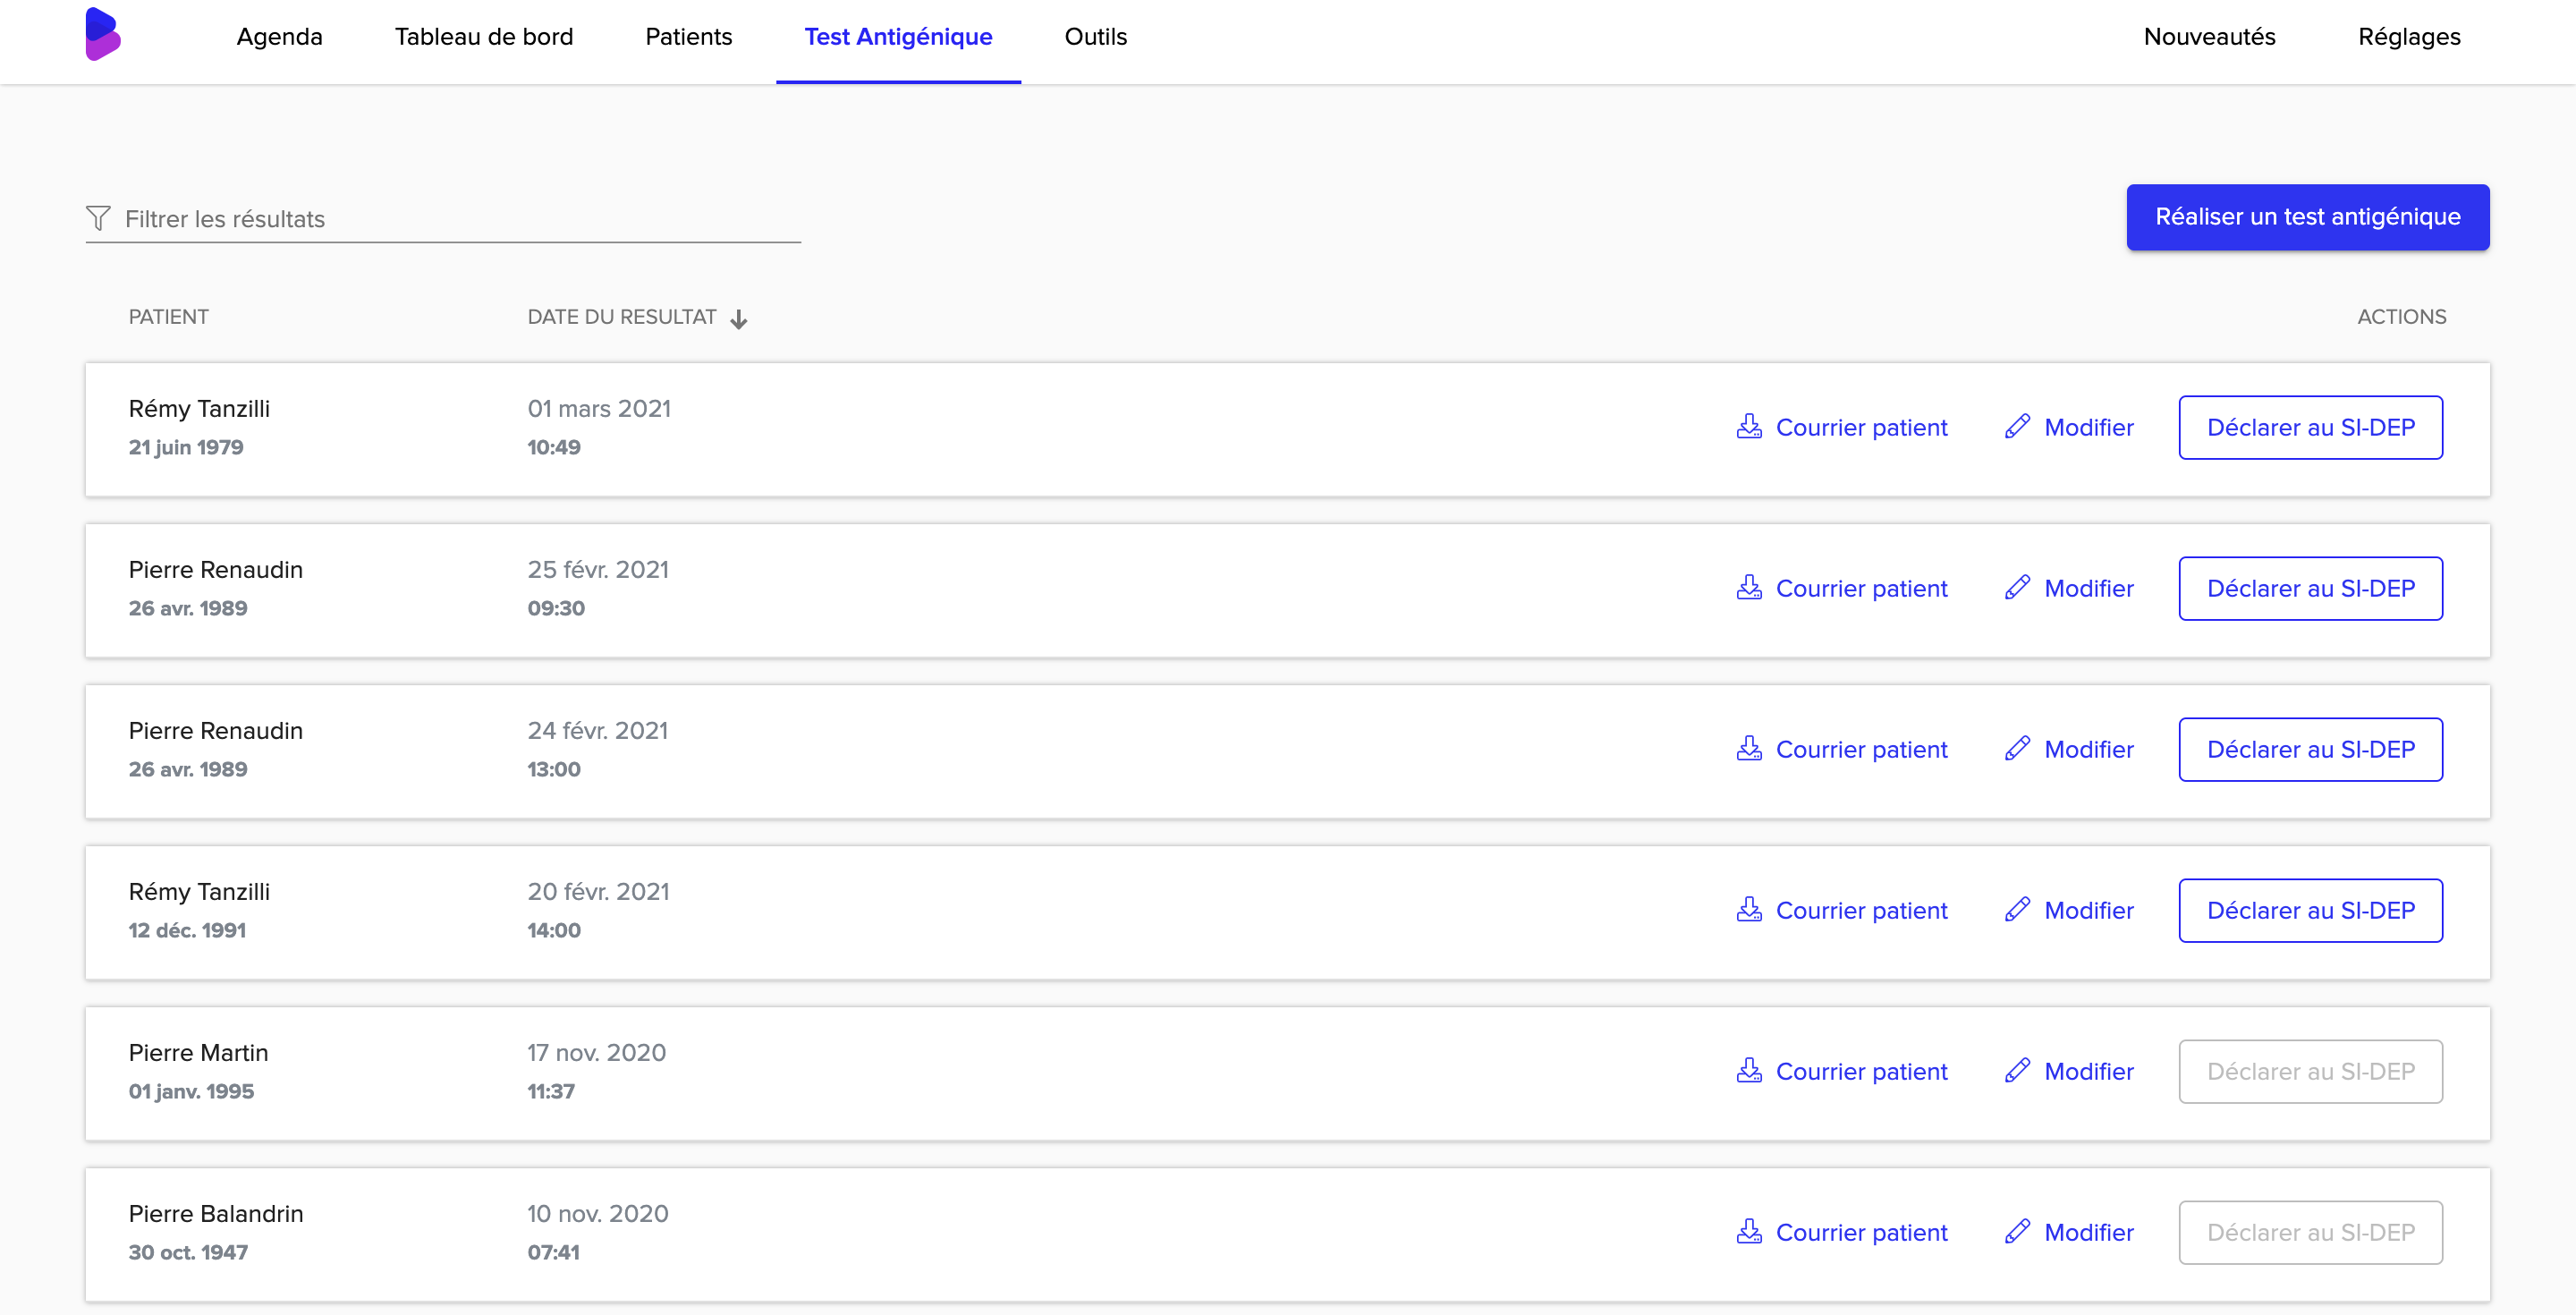 Agenda Tableau de bord Patients Test Antigénique Outils Nouveautés Réglages
Filtrer les résultats Réaliser un test antigénique
PATIENT DATE DU RESULTAT ACTIONS
Rémy Tanzilli 01 mars 2021 Courrier patient Modifier Déclarer au SI-DEP
21 juin 1979 10:49
Pierre Renaudin 25 févr. 2021 Courrier patient Modifier Déclarer au SI-DEP
26 avr. 1989 09:30
Pierre Renaudin 24 févr. 2021 Courrier patient Modifier Déclarer au SI-DEP
26 avr. 1989 13:00
Rémy Tanzilli 20 févr. 2021 Courrier patient Modifier Déclarer au SI-DEP
12 déc. 1991 14:00
Pierre Martin 17 nov. 2020 Courrier patient Modifier Déclarer au SI-DEP
01 janv. 1995 11:37
Pierre Balandrin 10 nov. 2020 Courrier patient Modifier Déclarer au SI-DEP
30 oct. 1947 07:41